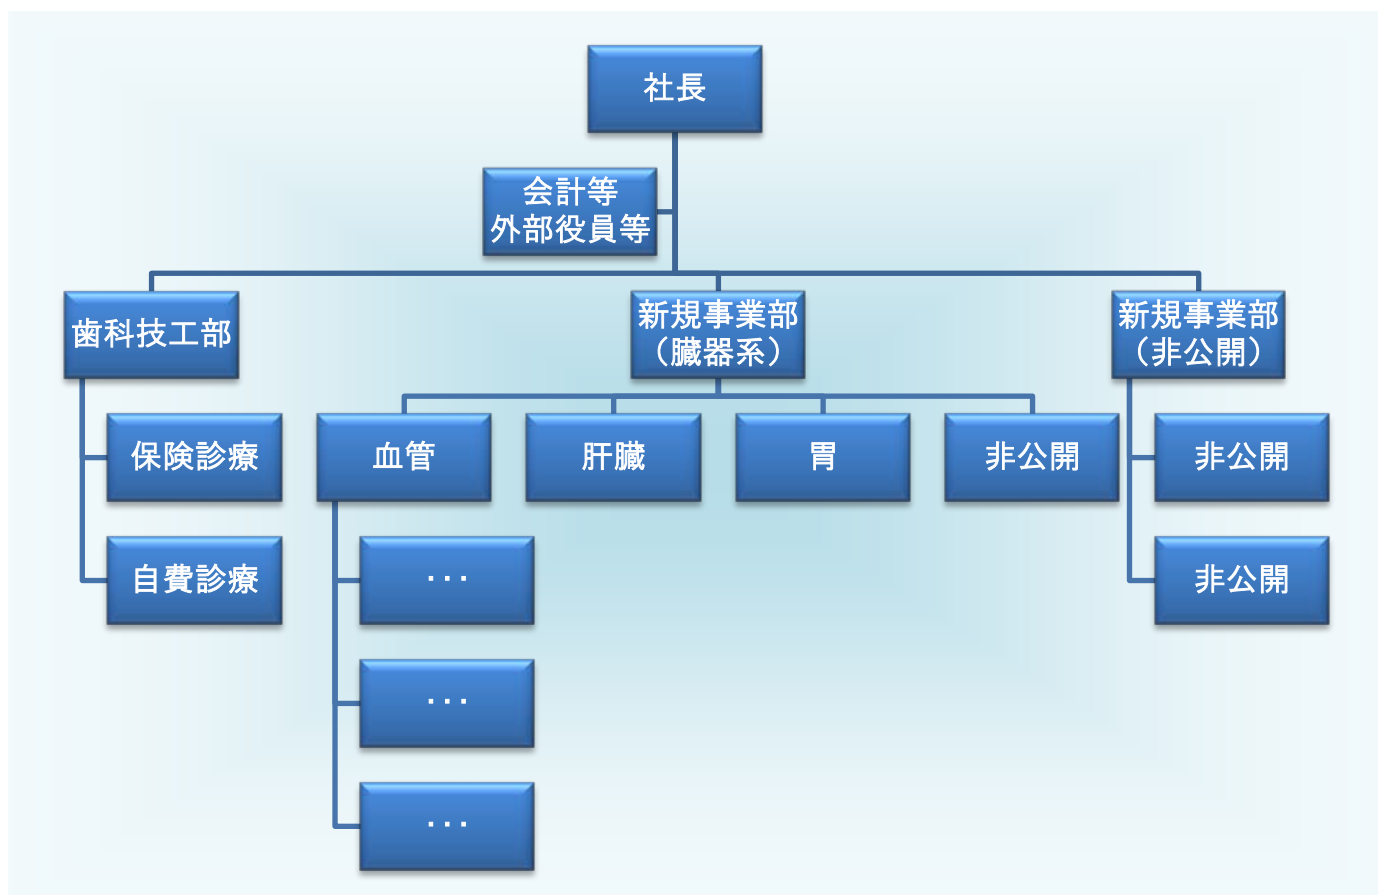 社長
会計等
外部役員等
歯科技工部
新規事業部
（臓器系）
新規事業部
（非公開）
保険診療
血管
肝臓
胃
非公開
非公開
自費診療
・・・
非公開
・・・
・・・